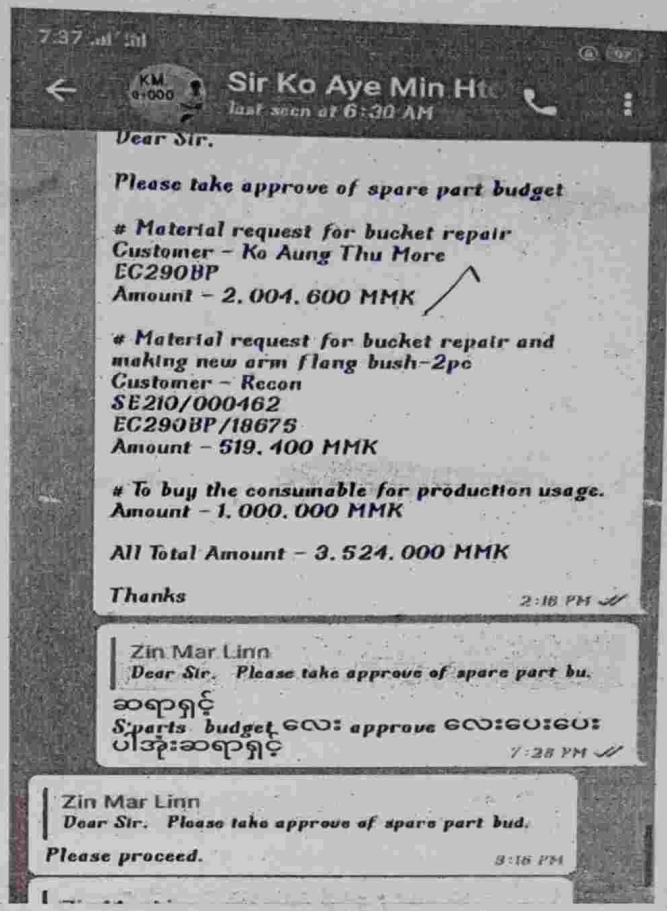 7:37
97
KM
0+000
Sir Ko Aye Min Ht
last seen at 6:30 AM
Dear Sir.
Please take approve of spare part budget
# Material request for bucket repair
Customer - Ko Aung Thu More
EC290BP
Amount - 2.004.600 MMK
# Material request for bucket repair and
making new arm flang bush-2pc
Customer - Recon
SE210/000462
EC290BP/18675
Amount - 519.400 MMK
# To buy the consumable for production usage.
Amount - 1.000.000 MMK
All Total Amount - 3.524.000 MMK
Thanks
2:16 PM
Zin Mar Linn
Dear Sir. Please take approve of spare part bu.
ဆရာရှင့်
S'parts budget လေး approve လေးပေးပေး
ပါအုံးဆရာရှင့်
7:28 PM
Zin Mar Linn
Dear Sir. Please take approve of spare part bud.
Please proceed.
9:16 PM